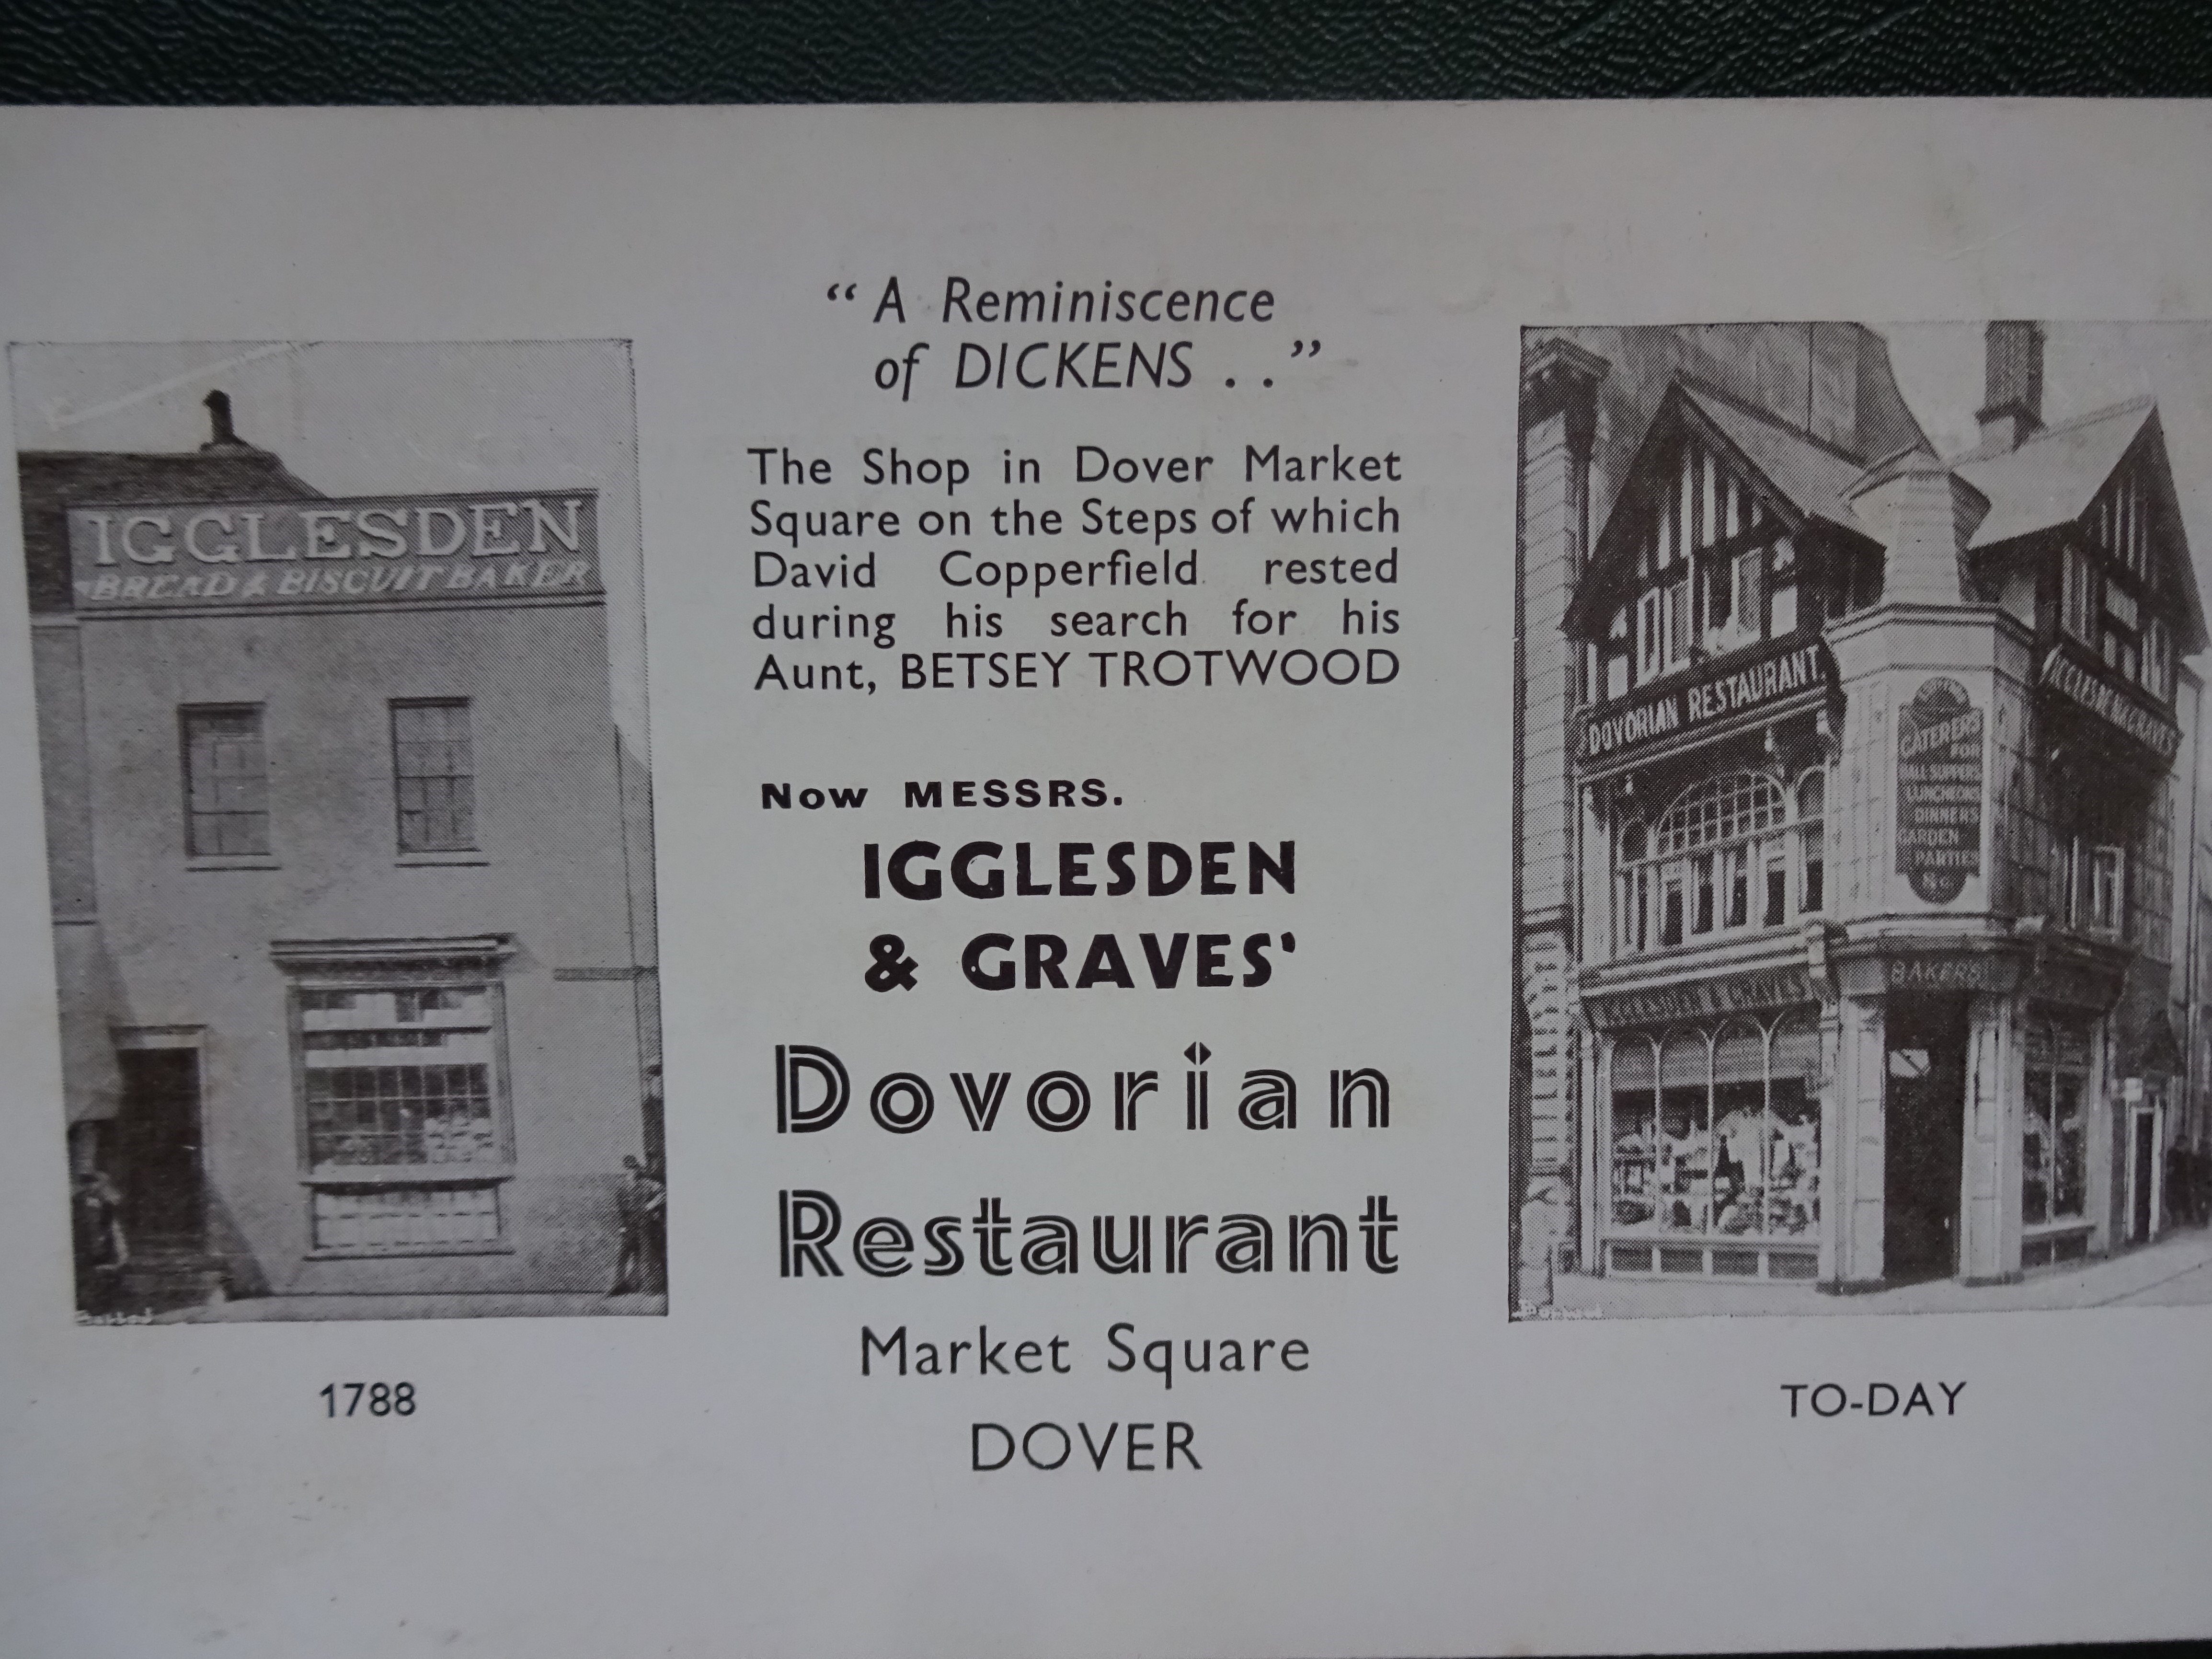 IGGLESDEN
BREAD & BISCUIT BAKER
1788
“ A Reminiscence
of DICKENS . . ”
The Shop in Dover Market
Square on the Steps of which
David Copperfield rested
during his search for his
Aunt, BETSEY TROTWOOD
Now MESSRS.
IGGLESDEN
& GRAVES'
Dovorian
Restaurant
Market Square
DOVER
DOVORIAN RESTAURANT.
IGGLESDEN & GRAVES
CATERERS
FOR
BALL SUPPERS
LUNCHEONS
DINNERS
GARDEN
PARTIES
&C.
IGGLESDEN & GRAVES
BAKERS
TO-DAY